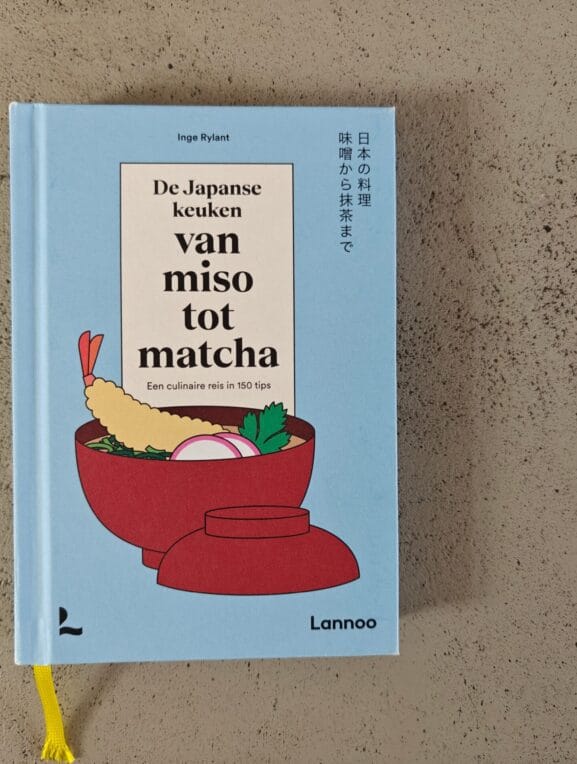 Inge Rylant
日本の料理
味噌から抹茶まで
De Japanse
keuken
van
miso
tot
matcha
Een culinaire reis in 150 tips
Lannoo